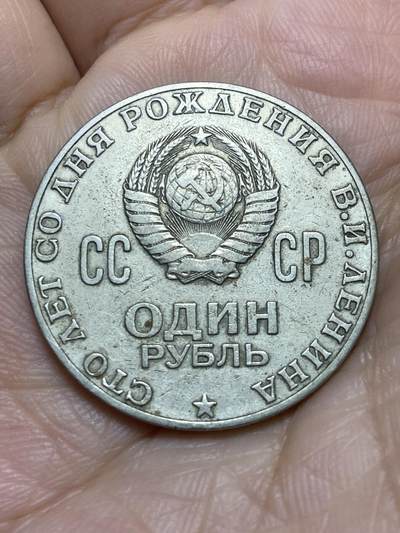 СТО ЛЕТ СО ДНЯ РОЖДЕНИЯ В.И.ЛЕНИНА
СС СР
ОДИН
РУБЛЬ